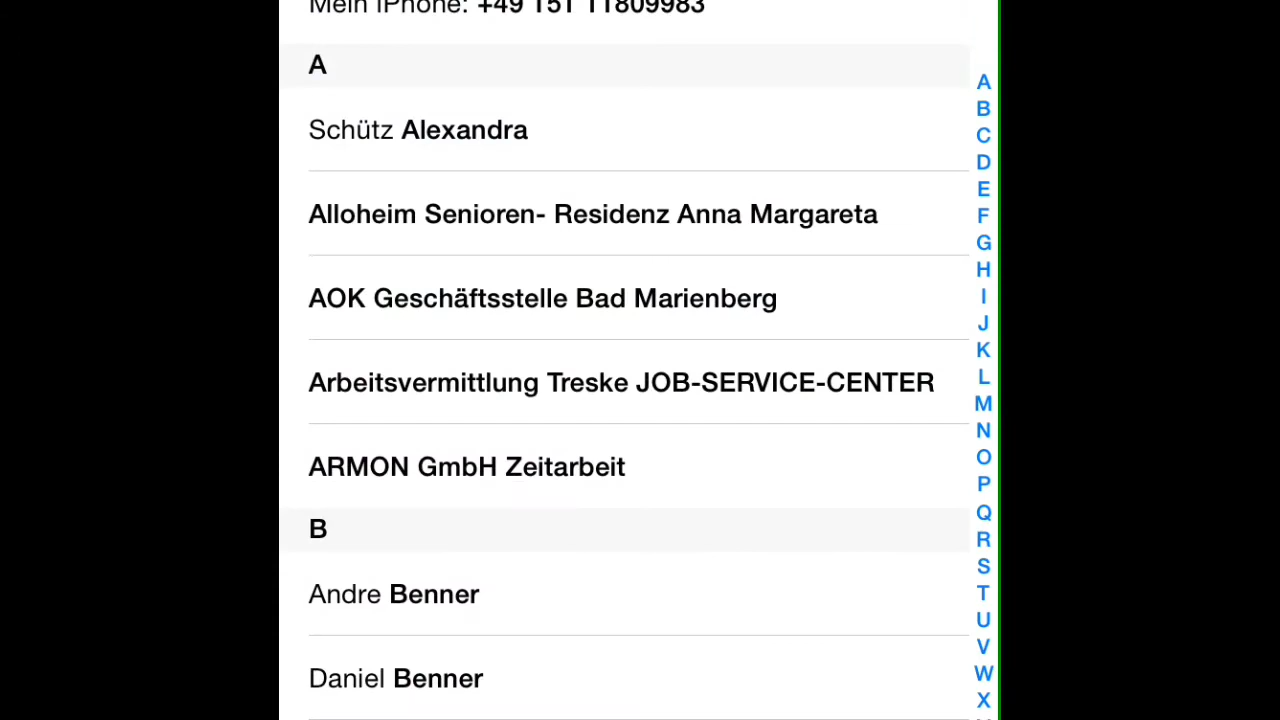 Mein iPhone: +49 151 11809983
A
Schütz Alexandra
Alloheim Senioren- Residenz Anna Margareta
AOK Geschäftsstelle Bad Marienberg
Arbeitsvermittlung Treske JOB-SERVICE-CENTER
ARMON GmbH Zeitarbeit
B
Andre Benner
Daniel Benner
A
B
C
D
E
F
G
H
I
J
K
L
M
N
O
P
Q
R
S
T
U
V
W
X